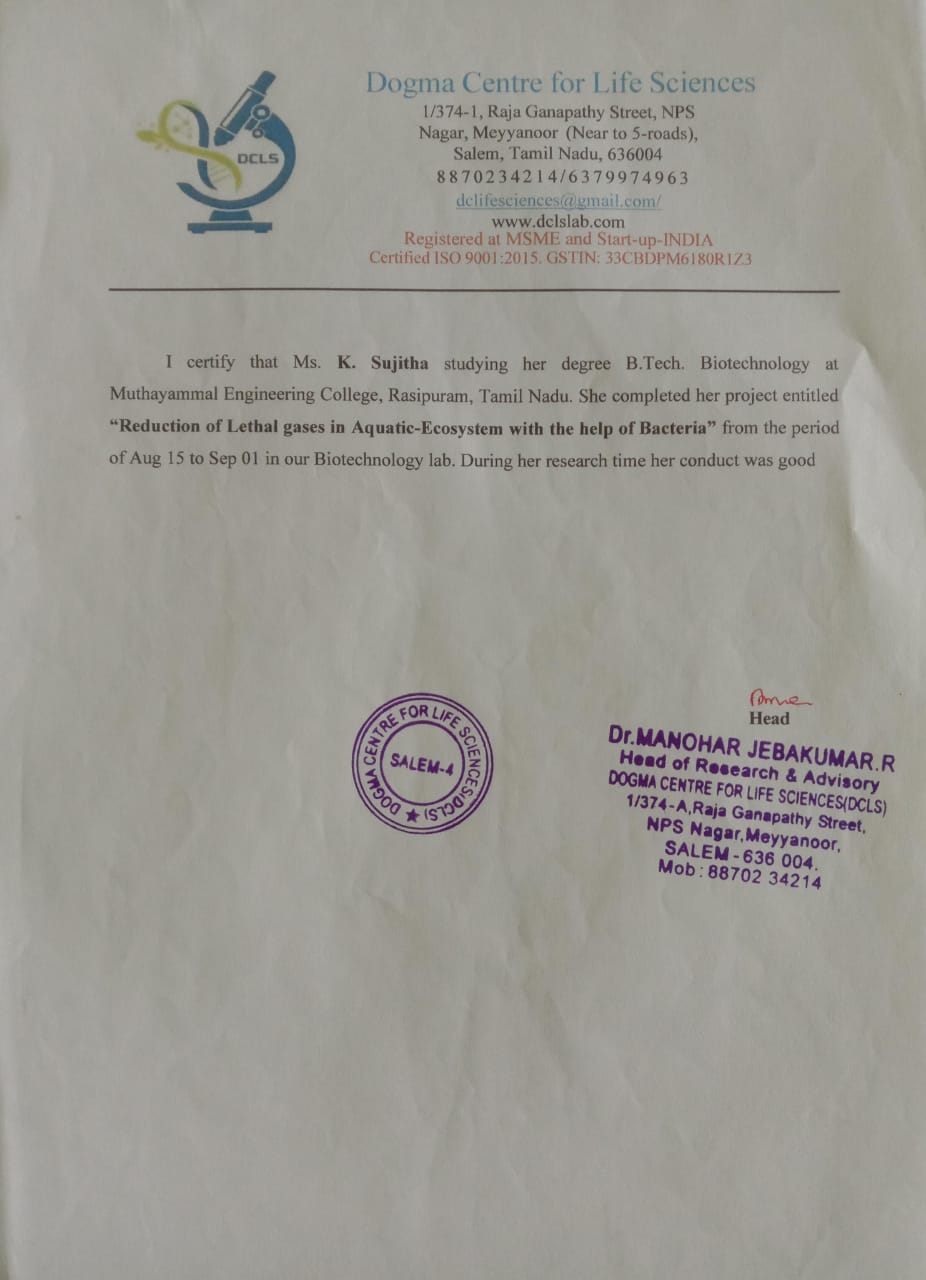 DCLS
Dogma Centre for Life Sciences
1/374-1, Raja Ganapathy Street, NPS
Nagar, Meyyanoor (Near to 5-roads),
Salem, Tamil Nadu, 636004
8870234214/6379974963
dclifesciences@gmail.com/
www.dclslab.com
Registered at MSME and Start-up-INDIA
Certified ISO 9001:2015. GSTIN: 33CBDPM6180R1Z3
I certify that Ms. K. Sujitha studying her degree B.Tech. Biotechnology at
Muthayammal Engineering College, Rasipuram, Tamil Nadu. She completed her project entitled
“Reduction of Lethal gases in Aquatic-Ecosystem with the help of Bacteria” from the period
of Aug 15 to Sep 01 in our Biotechnology lab. During her research time her conduct was good
DOGMA CENTRE FOR LIFE SCIENCES(DCLS)
SALEM-4
Head
Dr.MANOHAR JEBAKUMAR.R
Head of Research & Advisory
DOGMA CENTRE FOR LIFE SCIENCES(DCLS)
1/374-A,Raja Ganapathy Street,
NPS Nagar,Meyyanoor,
SALEM-636 004.
Mob:88702 34214